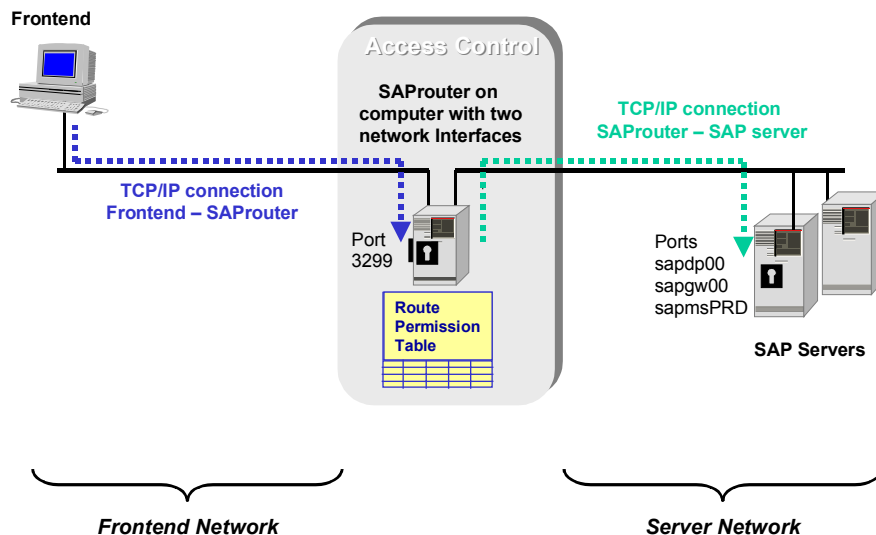 Frontend
Access Control
SAProuter on
computer with two
network Interfaces
TCP/IP connection
SAProuter – SAP server
TCP/IP connection
Frontend – SAProuter
Port
3299
Ports
sapdp00
sapgw00
sapmsPRD
Route
Permission
Table
SAP Servers
Frontend Network
Server Network